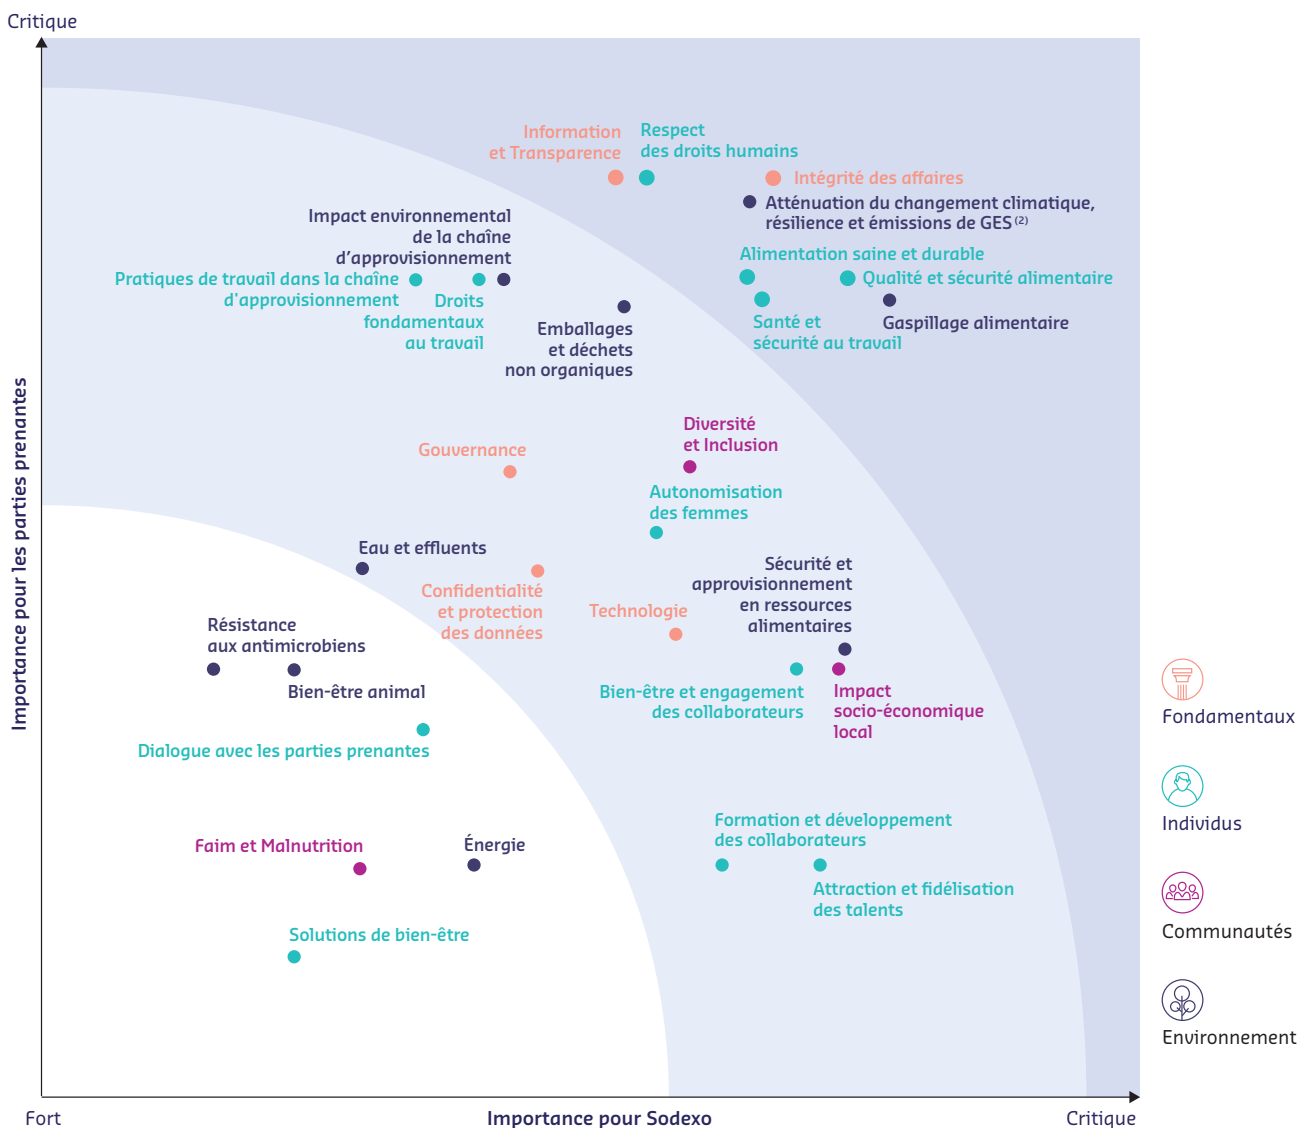 Critique
Information
et Transparence
Respect
des droits humains
Intégrité des affaires
Atténuation du changement climatique,
résilience et émissions de GES (2)
Impact environnemental
de la chaîne
d'approvisionnement
Pratiques de travail dans la chaîne
d'approvisionnement
Droits
fondamentaux
au travail
Alimentation saine et durable
Qualité et sécurité alimentaire
Santé et
sécurité au travail
Gaspillage alimentaire
Emballages
et déchets
non organiques
Diversité
et Inclusion
Gouvernance
Autonomisation
des femmes
Eau et effluents
Confidentialité
et protection
des données
Technologie
Sécurité et
approvisionnement
en ressources
alimentaires
Résistance
aux antimicrobiens
Bien-être animal
Bien-être et engagement
des collaborateurs
Impact
socio-économique
local
Dialogue avec les parties prenantes
Formation et développement
des collaborateurs
Faim et Malnutrition
Énergie
Attraction et fidélisation
des talents
Solutions de bien-être
Importance pour les parties prenantes
Fort
Importance pour Sodexo
Critique
Fondamentaux
Individus
Communautés
Environnement